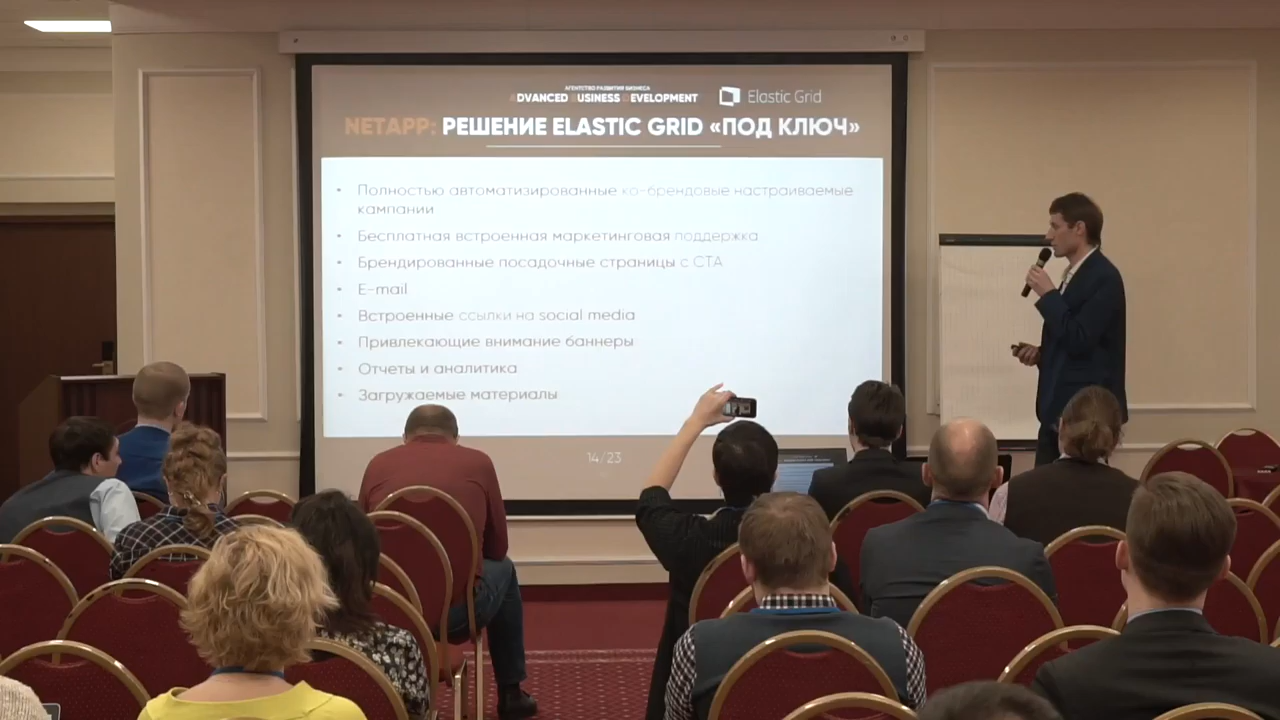 АГЕНТСТВО РАЗВИТИЯ БИЗНЕСА
ADVANCED BUSINESS DEVELOPMENT
Elastic Grid
NETAPP: РЕШЕНИЕ ELASTIC GRID «ПОД КЛЮЧ»
• Полностью автоматизированные ко-брендовые настраиваемые
кампании
• Бесплатная встроенная маркетинговая поддержка
• Брендированные посадочные страницы с CTA
• E-mail
• Встроенные ссылки на social media
• Привлекающие внимание баннеры
• Отчеты и аналитика
• Загружаемые материалы
14/23